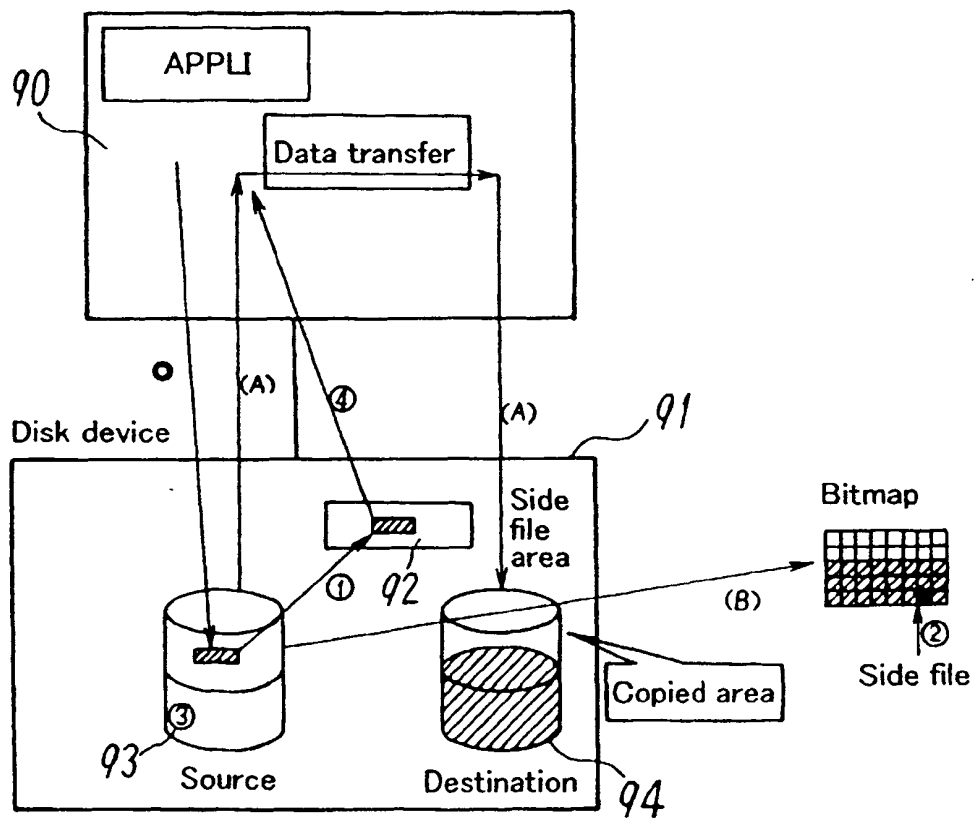 APPLI
90
Data transfer
(A)
④
(A)
Disk device
91
Side
file
area
Bitmap
92
①
(B)
②
Side file
Copied area
③
93
Source
Destination
94